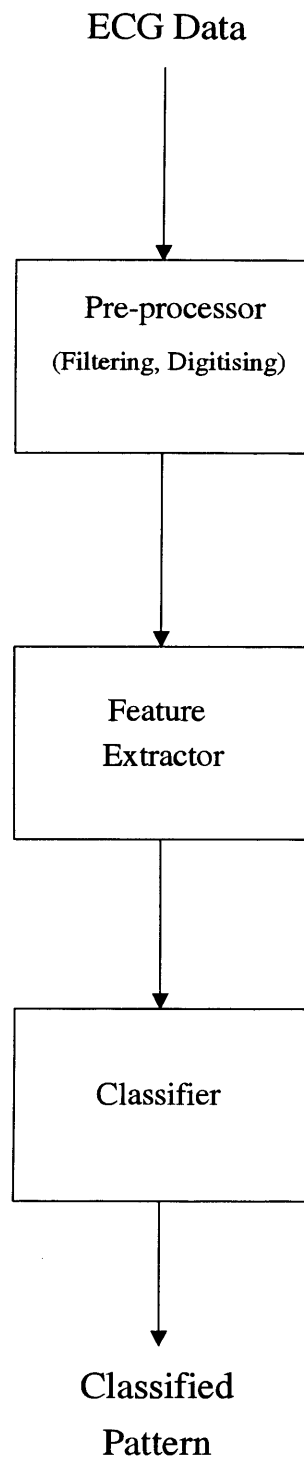 ECG Data
Pre-processor
(Filtering, Digitising)
Feature
Extractor
Classifier
Classified
Pattern